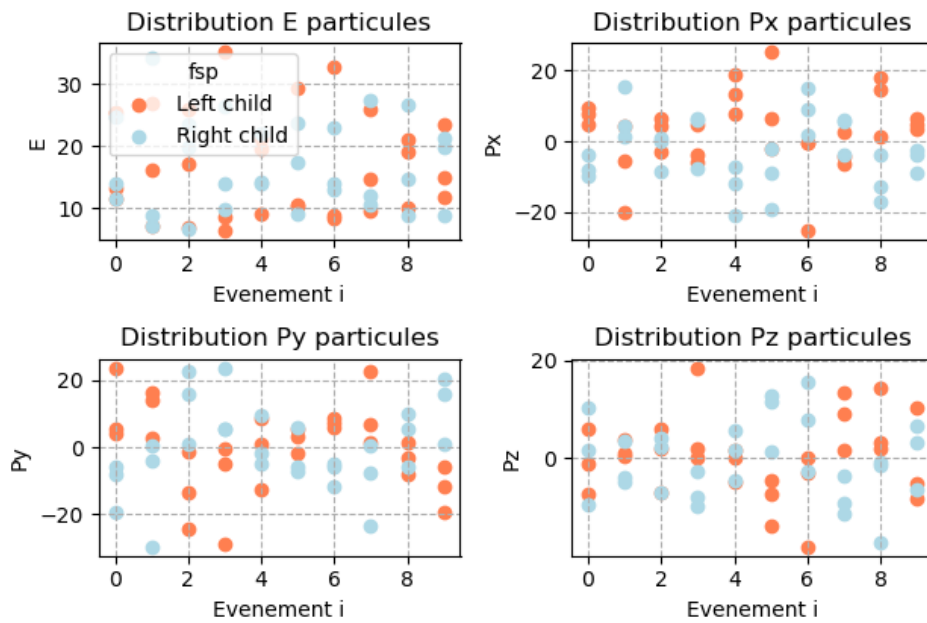 Distribution E particules
30
20
10
E
fsp
Left child
Right child
0 2 4 6 8
Evenement i
Distribution Px particules
20
0
−20
Px
0 2 4 6 8
Evenement i
Distribution Py particules
20
0
−20
Py
0 2 4 6 8
Evenement i
Distribution Pz particules
20
0
Pz
0 2 4 6 8
Evenement i